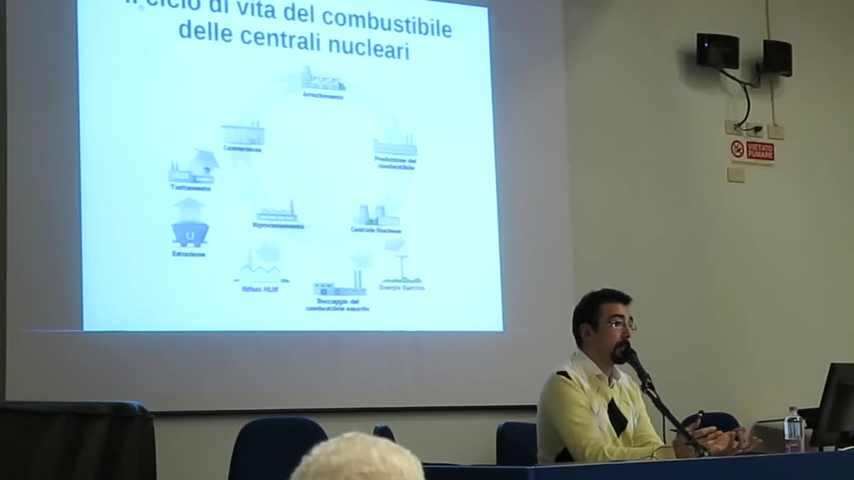 Il ciclo di vita del combustibile
delle centrali nucleari
Arricchimento
Conversione
Produzione del
combustibile
Trattamento
Riprocessamento
Centrale Nucleare
U
Estrazione
Rifiuti HLW
Stoccaggio del
combustibile esausto
Energia Elettrica
VIETATO
FUMARE